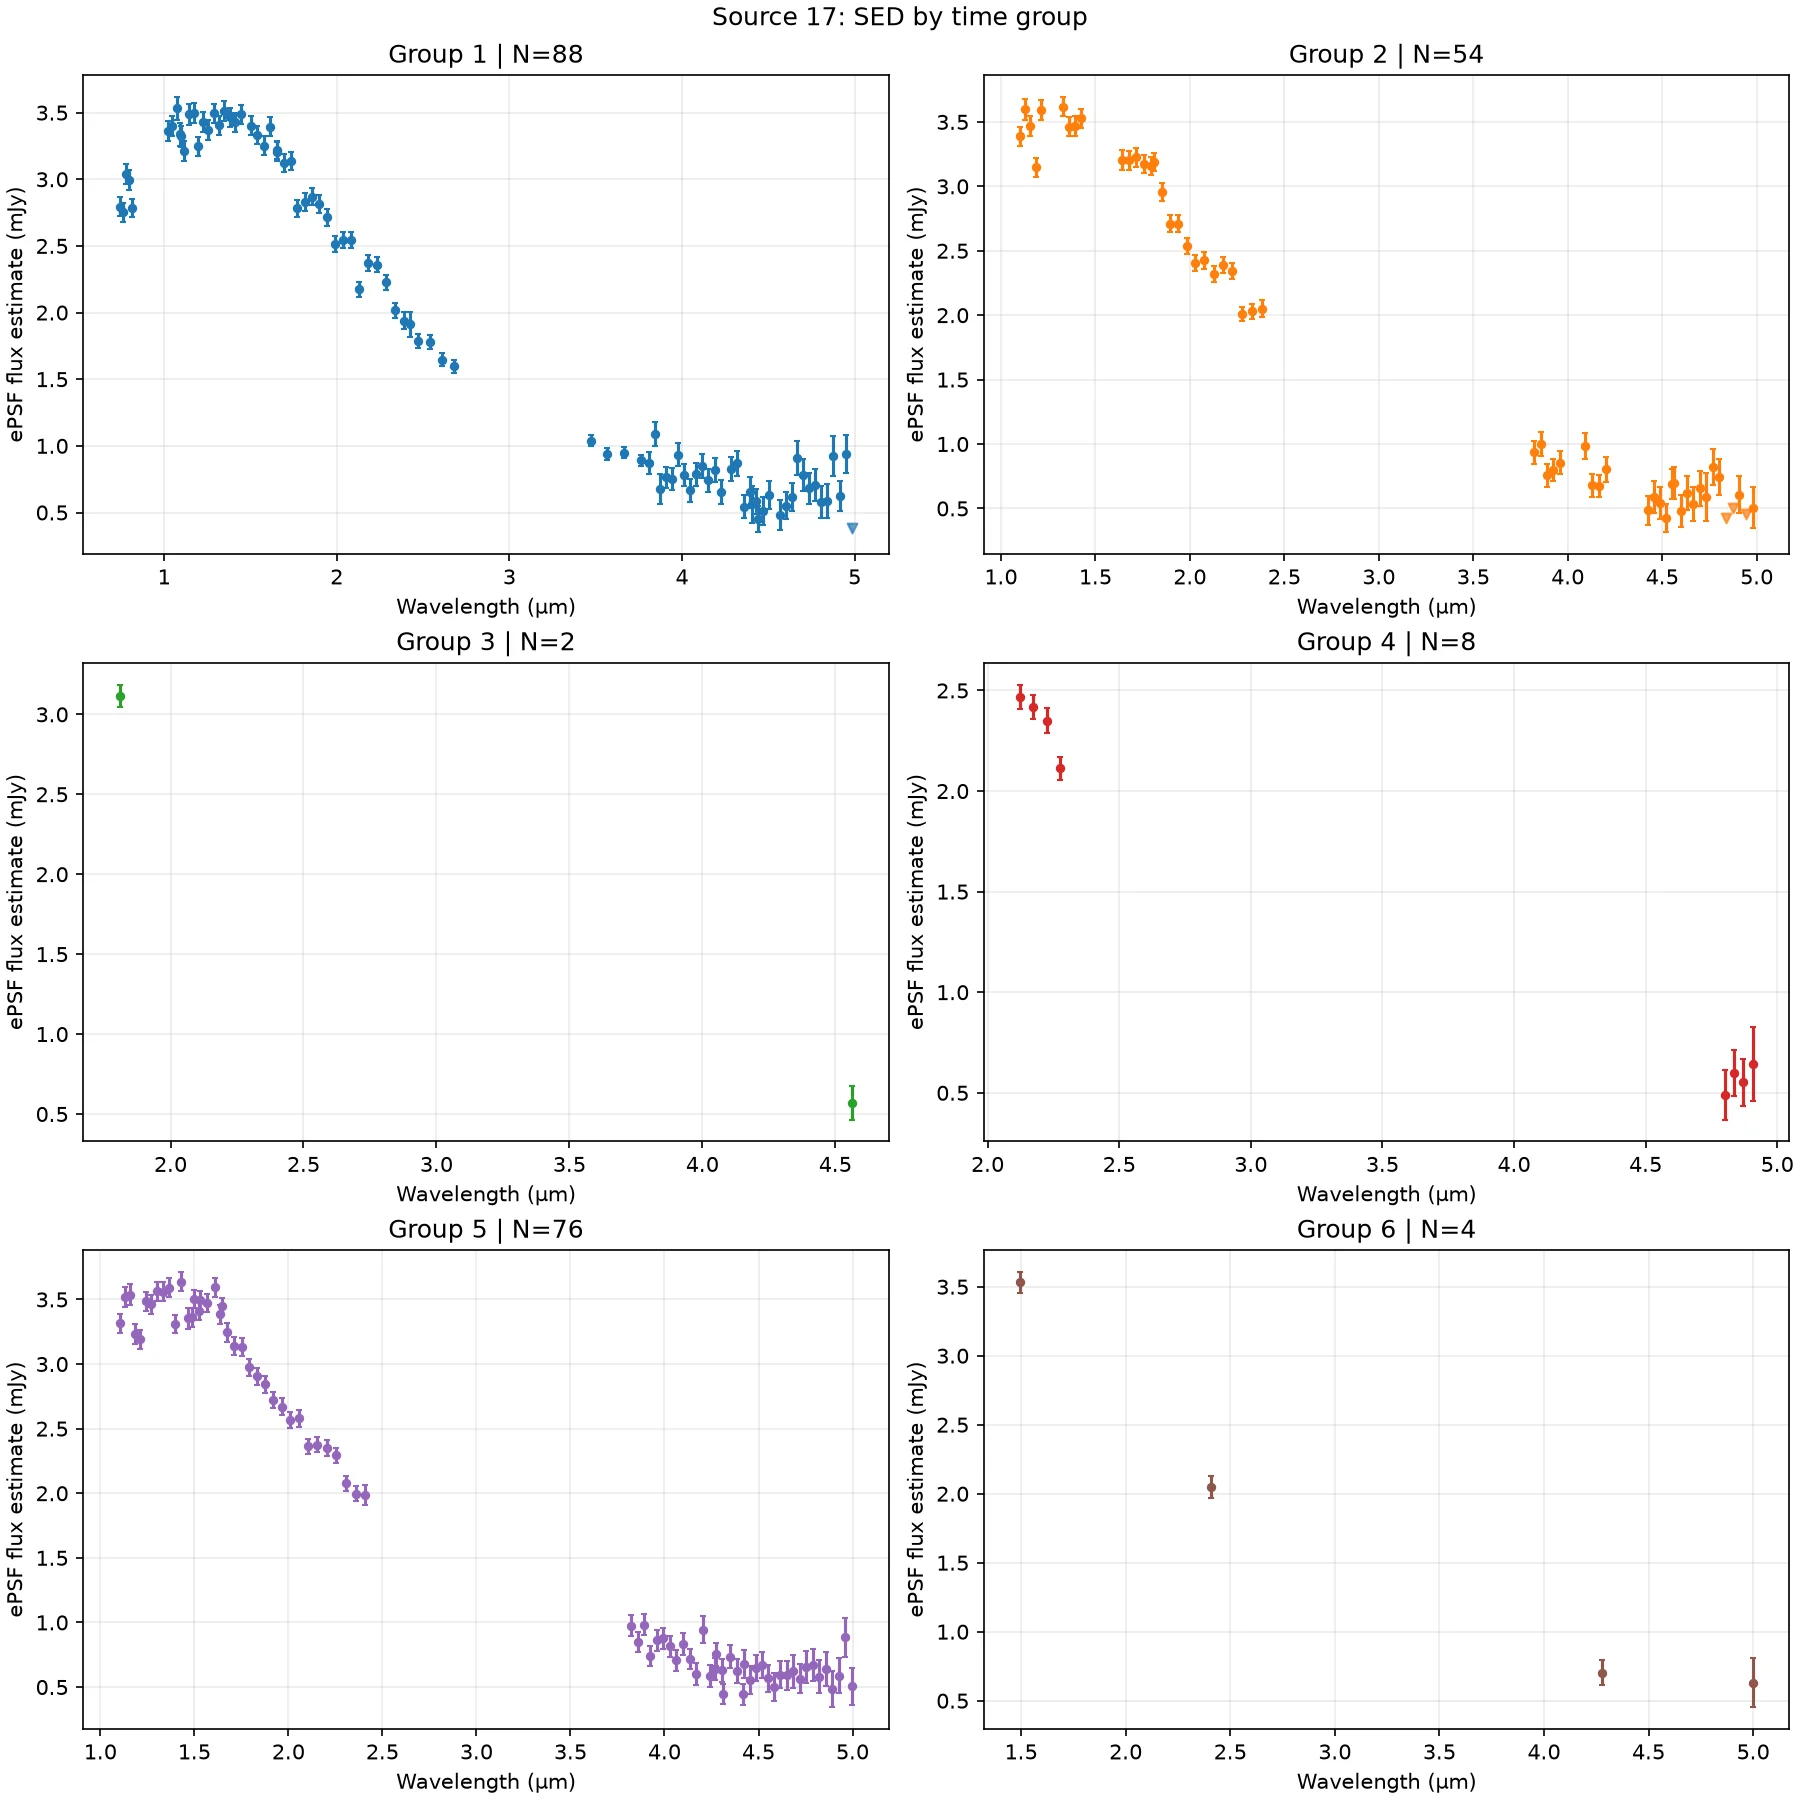 Source 17: SED by time group
Group 1 | N=88
3.5
3.0
2.5
2.0
1.5
1.0
0.5
ePSF flux estimate (mJy)
1 2 3 4 5
Wavelength (μm)
Group 2 | N=54
3.5
3.0
2.5
2.0
1.5
1.0
0.5
ePSF flux estimate (mJy)
1.0 1.5 2.0 2.5 3.0 3.5 4.0 4.5 5.0
Wavelength (μm)
Group 3 | N=2
3.0
2.5
2.0
1.5
1.0
0.5
ePSF flux estimate (mJy)
2.0 2.5 3.0 3.5 4.0 4.5
Wavelength (μm)
Group 4 | N=8
2.5
2.0
1.5
1.0
0.5
ePSF flux estimate (mJy)
2.0 2.5 3.0 3.5 4.0 4.5 5.0
Wavelength (μm)
Group 5 | N=76
3.5
3.0
2.5
2.0
1.5
1.0
0.5
ePSF flux estimate (mJy)
1.0 1.5 2.0 2.5 3.0 3.5 4.0 4.5 5.0
Wavelength (μm)
Group 6 | N=4
3.5
3.0
2.5
2.0
1.5
1.0
0.5
ePSF flux estimate (mJy)
1.5 2.0 2.5 3.0 3.5 4.0 4.5 5.0
Wavelength (μm)